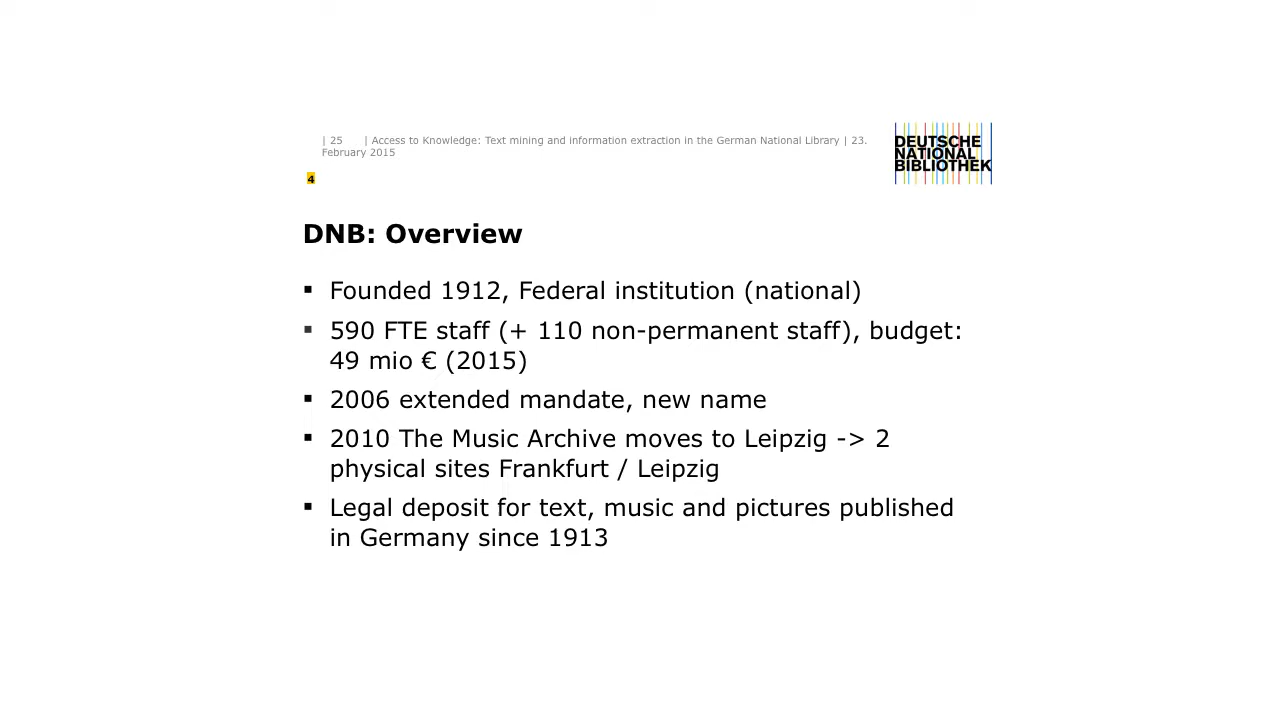 | 25 | Access to Knowledge: Text mining and information extraction in the German National Library | 23.
February 2015
DEUTSCHE
NATIONAL
BIBLIOTHEK
4
DNB: Overview
▪ Founded 1912, Federal institution (national)
▪ 590 FTE staff (+ 110 non-permanent staff), budget:
49 mio € (2015)
▪ 2006 extended mandate, new name
▪ 2010 The Music Archive moves to Leipzig -> 2
physical sites Frankfurt / Leipzig
▪ Legal deposit for text, music and pictures published
in Germany since 1913